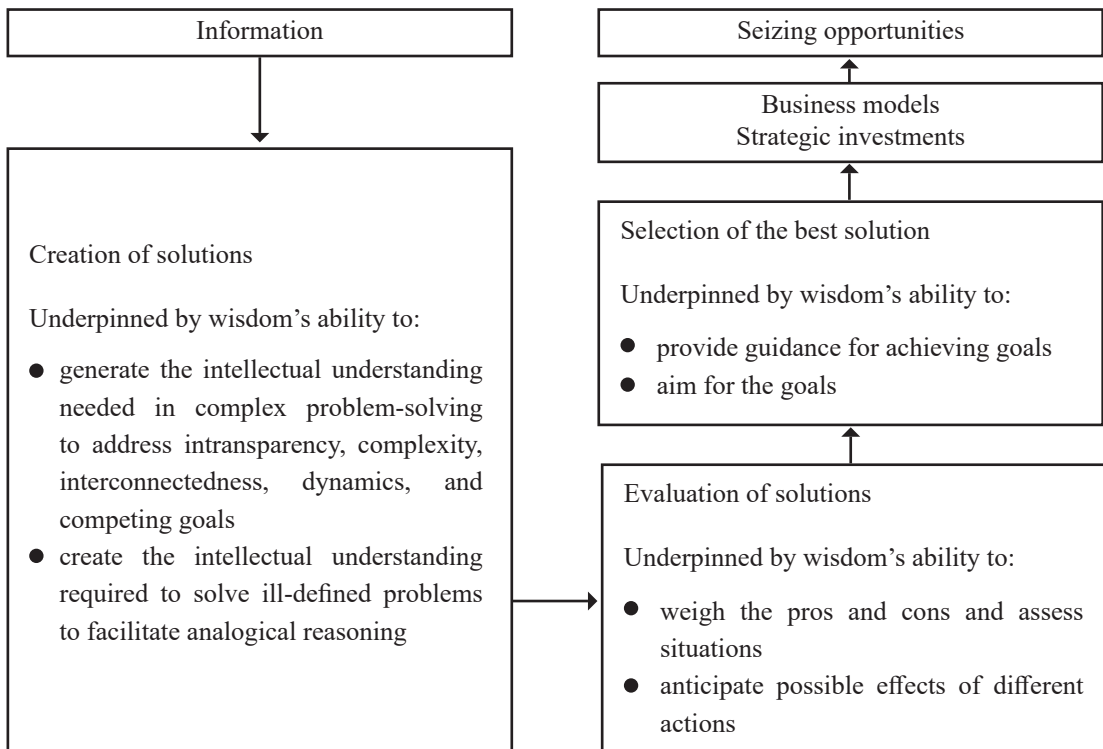 Information
Creation of solutions
Underpinned by wisdom’s ability to:
● generate the intellectual understanding
needed in complex problem-solving
to address intransparency, complexity,
interconnectedness, dynamics, and
competing goals
● create the intellectual understanding
required to solve ill-defined problems
to facilitate analogical reasoning
Seizing opportunities
Business models
Strategic investments
Selection of the best solution
Underpinned by wisdom’s ability to:
● provide guidance for achieving goals
● aim for the goals
Evaluation of solutions
Underpinned by wisdom’s ability to:
● weigh the pros and cons and assess
situations
● anticipate possible effects of different
actions